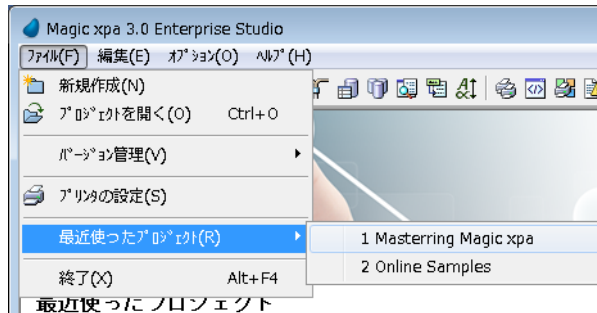 Magic xpa 3.0 Enterprise Studio
ﾌｧｲﾙ(F) 編集(E) ｵﾌﾟｼｮﾝ(O) ﾍﾙﾌﾟ(H)
新規作成(N)
ﾌﾟﾛｼﾞｪｸﾄを開く(O) Ctrl+O
ﾊﾞｰｼﾞｮﾝ管理(V)
ﾌﾟﾘﾝﾀの設定(S)
最近使ったﾌﾟﾛｼﾞｪｸﾄ(R)
1 Masterring Magic xpa
2 Online Samples
終了(X) Alt+F4
最近使ったプロジェクト